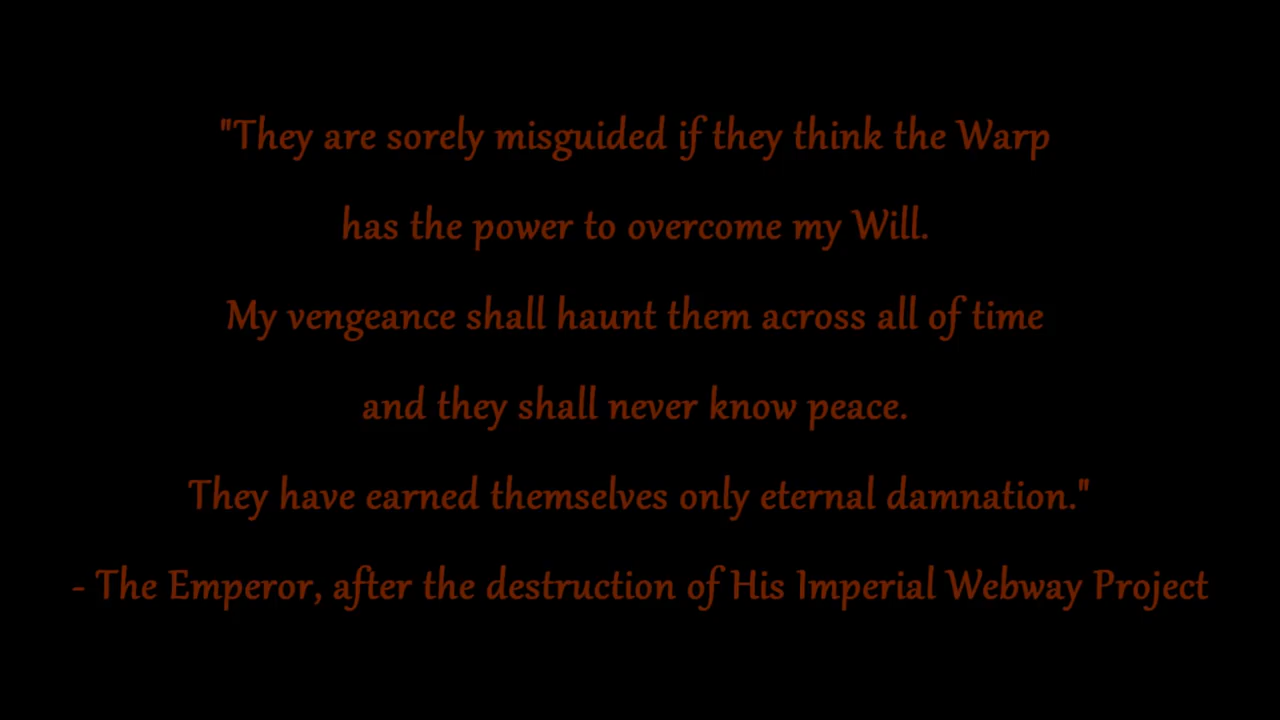 "They are sorely misguided if they think the Warp
has the power to overcome my Will.
My vengeance shall haunt them across all of time
and they shall never know peace.
They have earned themselves only eternal damnation."
- The Emperor, after the destruction of His Imperial Webway Project